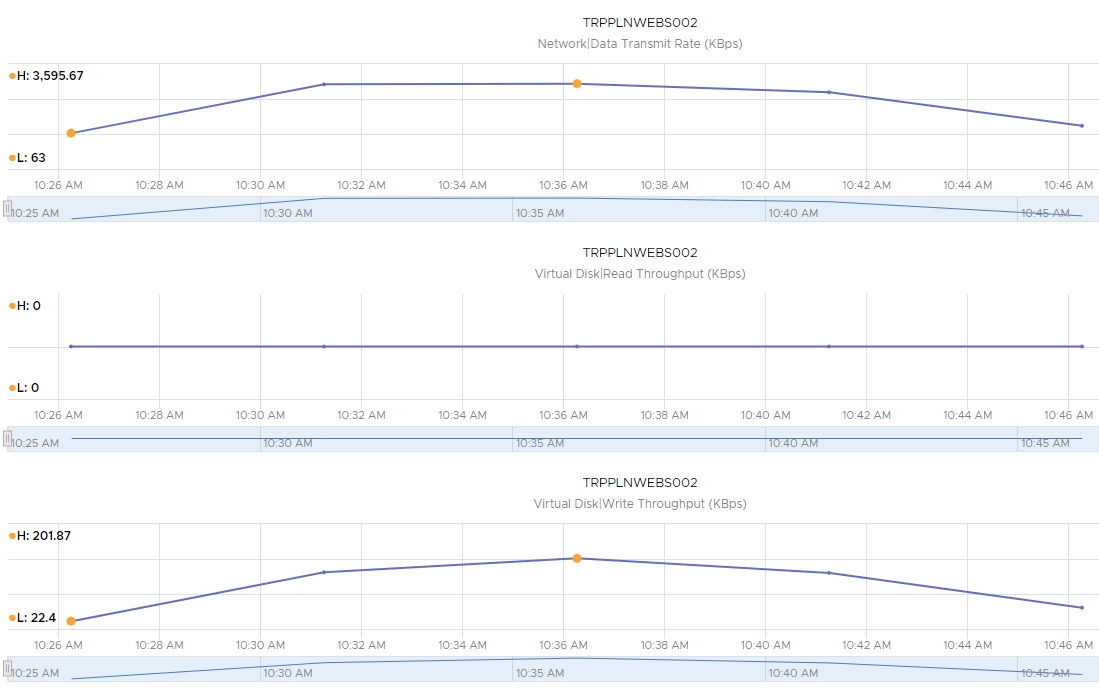 TRPPLNWEBS002
Network|Data Transmit Rate (KBps)
H: 3,595.67
L: 63
10:26 AM 10:28 AM 10:30 AM 10:32 AM 10:34 AM 10:36 AM 10:38 AM 10:40 AM 10:42 AM 10:44 AM 10:46 AM
10:25 AM 10:30 AM 10:35 AM 10:40 AM 10:45 AM
TRPPLNWEBS002
Virtual Disk|Read Throughput (KBps)
H: 0
L: 0
10:26 AM 10:28 AM 10:30 AM 10:32 AM 10:34 AM 10:36 AM 10:38 AM 10:40 AM 10:42 AM 10:44 AM 10:46 AM
10:25 AM 10:30 AM 10:35 AM 10:40 AM 10:45 AM
TRPPLNWEBS002
Virtual Disk|Write Throughput (KBps)
H: 201.87
L: 22.4
10:26 AM 10:28 AM 10:30 AM 10:32 AM 10:34 AM 10:36 AM 10:38 AM 10:40 AM 10:42 AM 10:44 AM 10:46 AM
10:25 AM 10:30 AM 10:35 AM 10:40 AM 10:45 AM